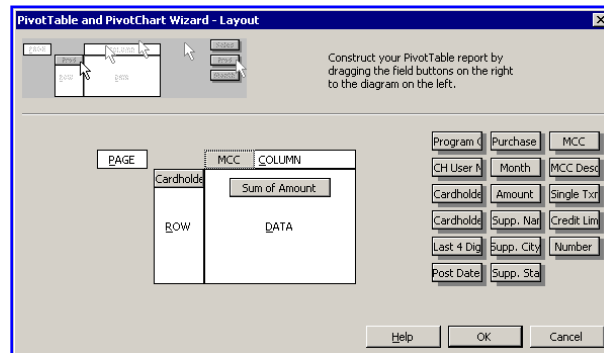 PivotTable and PivotChart Wizard - Layout
Construct your PivotTable report by
dragging the field buttons on the right
to the diagram on the left.
PAGE
MCC
COLUMN
Cardholde
Sum of Amount
ROW
DATA
Program
Purchase
MCC
CH User
Month
MCC Desc
Cardholde
Amount
Single Txn
Cardholde
Supp. Nar
Credit Lim
Last 4 Dig
Supp. City
Number
Post Date
Supp. Sta
Help
OK
Cancel